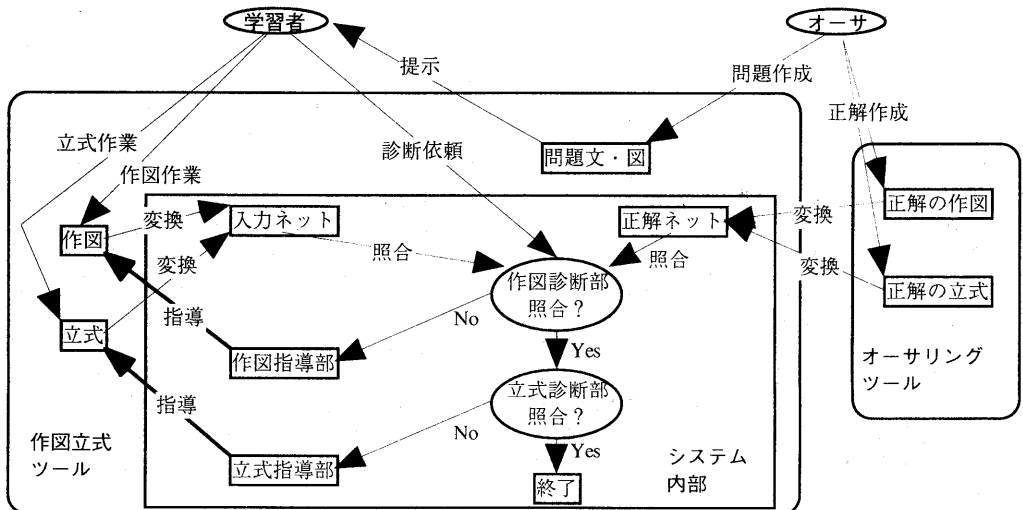 学習者
オーサ
提示
問題作成
正解作成
立式作業
診断依頼
問題文・図
作図作業
変換
入力ネット
正解ネット
変換
正解の作図
作図
照合
照合
変換
変換
作図診断部
照合？
正解の立式
指導
No
立式
Yes
作図指導部
オーサリング
ツール
立式診断部
照合？
指導
No
作図立式
ツール
Yes
システム
内部
立式指導部
終了